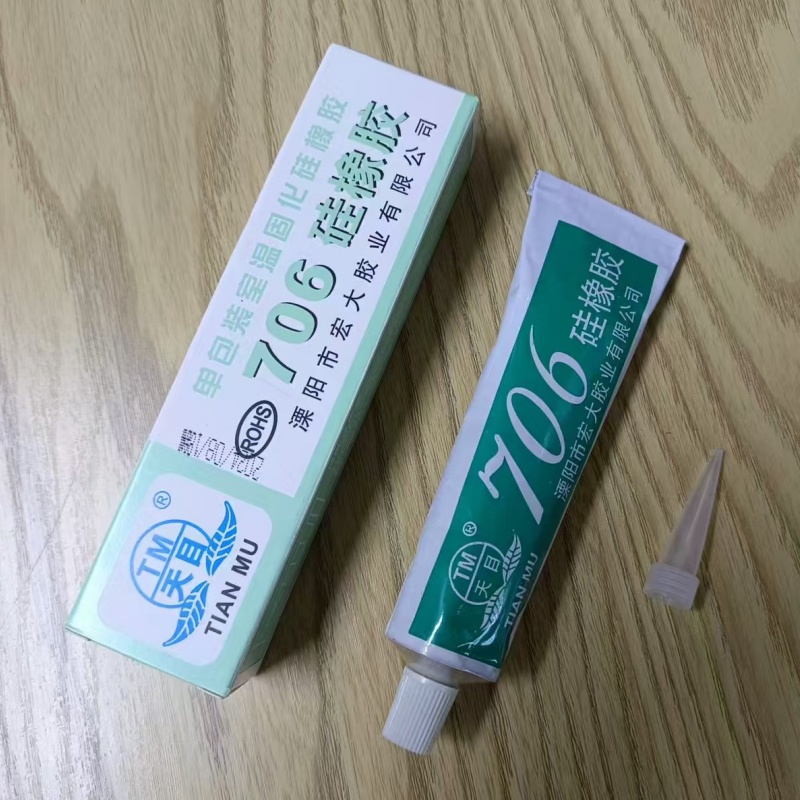 单包装室温固化硅橡胶
706 硅橡胶
溧阳市宏大胶业有限公司
ROHS
TM
天目
®
TIAN MU
706 硅橡胶
溧阳市宏大胶业有限公司
TM
天目
®
TIAN MU